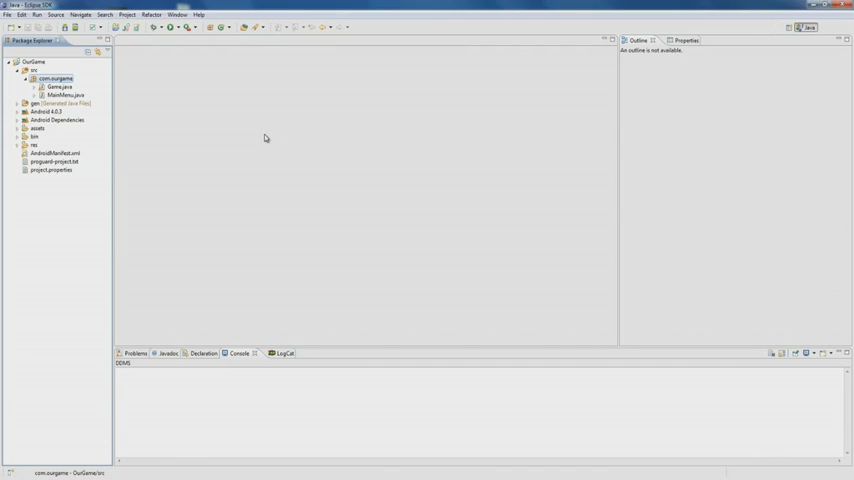 Java - Eclipse SDK
File Edit Run Source Navigate Search Project Refactor Window Help
Java
Package Explorer
Outline
Properties
An outline is not available.
OurGame
src
com.ourgame
Game.java
MainMenu.java
gen [Generated Java Files]
Android 4.0.3
Android Dependencies
assets
bin
res
AndroidManifest.xml
proguard-project.txt
project.properties
Problems
Javadoc
Declaration
Console
LogCat
DDMS
com.ourgame - OurGame/src